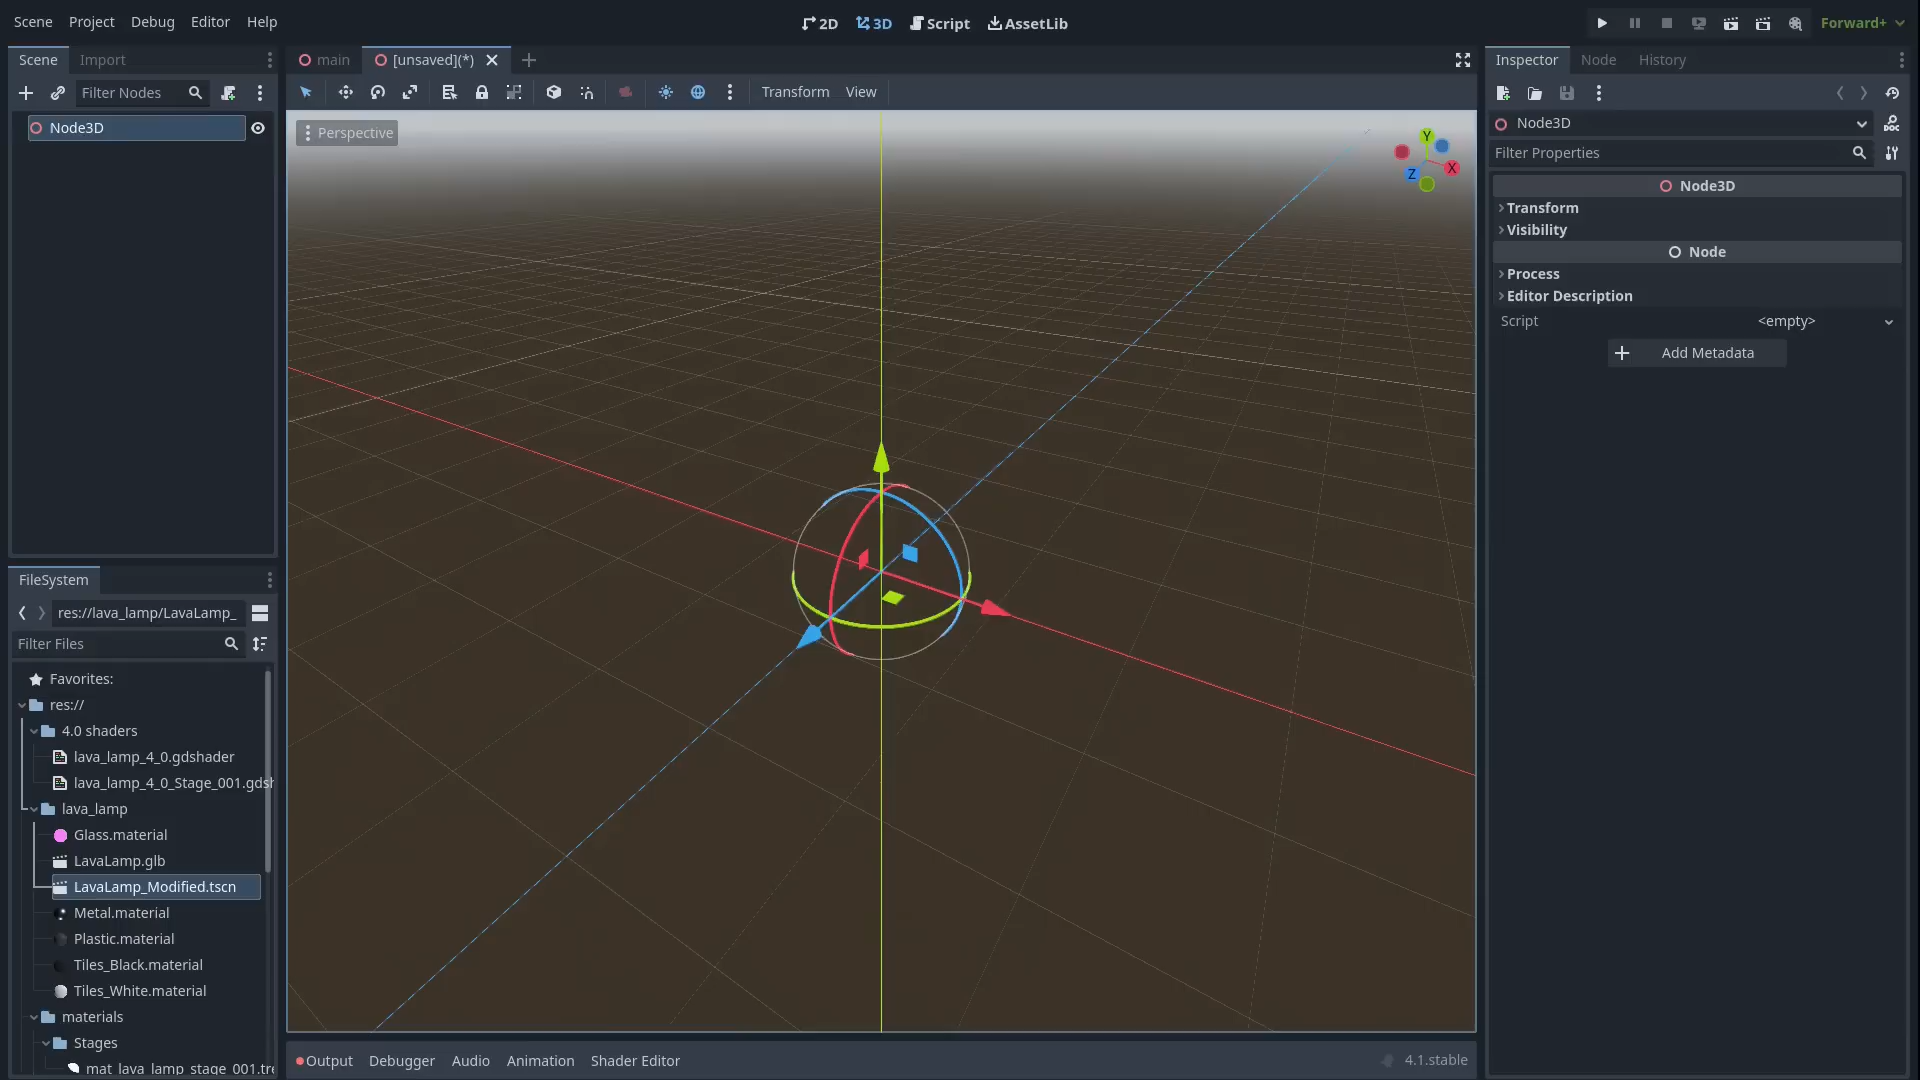 Scene Project Debug Editor Help
2D 3D Script AssetLib
Forward+
Scene Import
Filter Nodes
Node3D
main [unsaved](*)
Transform View
Perspective
Y
X
Z
Inspector Node History
Node3D
DOC
Filter Properties
Node3D
Transform
Visibility
Node
Process
Editor Description
Script <empty>
Add Metadata
FileSystem
res://lava_lamp/LavaLamp_
Filter Files
Favorites:
res://
4.0 shaders
lava_lamp_4_0.gdshader
lava_lamp_4_0_Stage_001.gdsh
lava_lamp
Glass.material
LavaLamp.glb
LavaLamp_Modified.tscn
Metal.material
Plastic.material
Tiles_Black.material
Tiles_White.material
materials
Stages
mat_lava_lamp_stage_001.tre
Output Debugger Audio Animation Shader Editor
4.1.stable